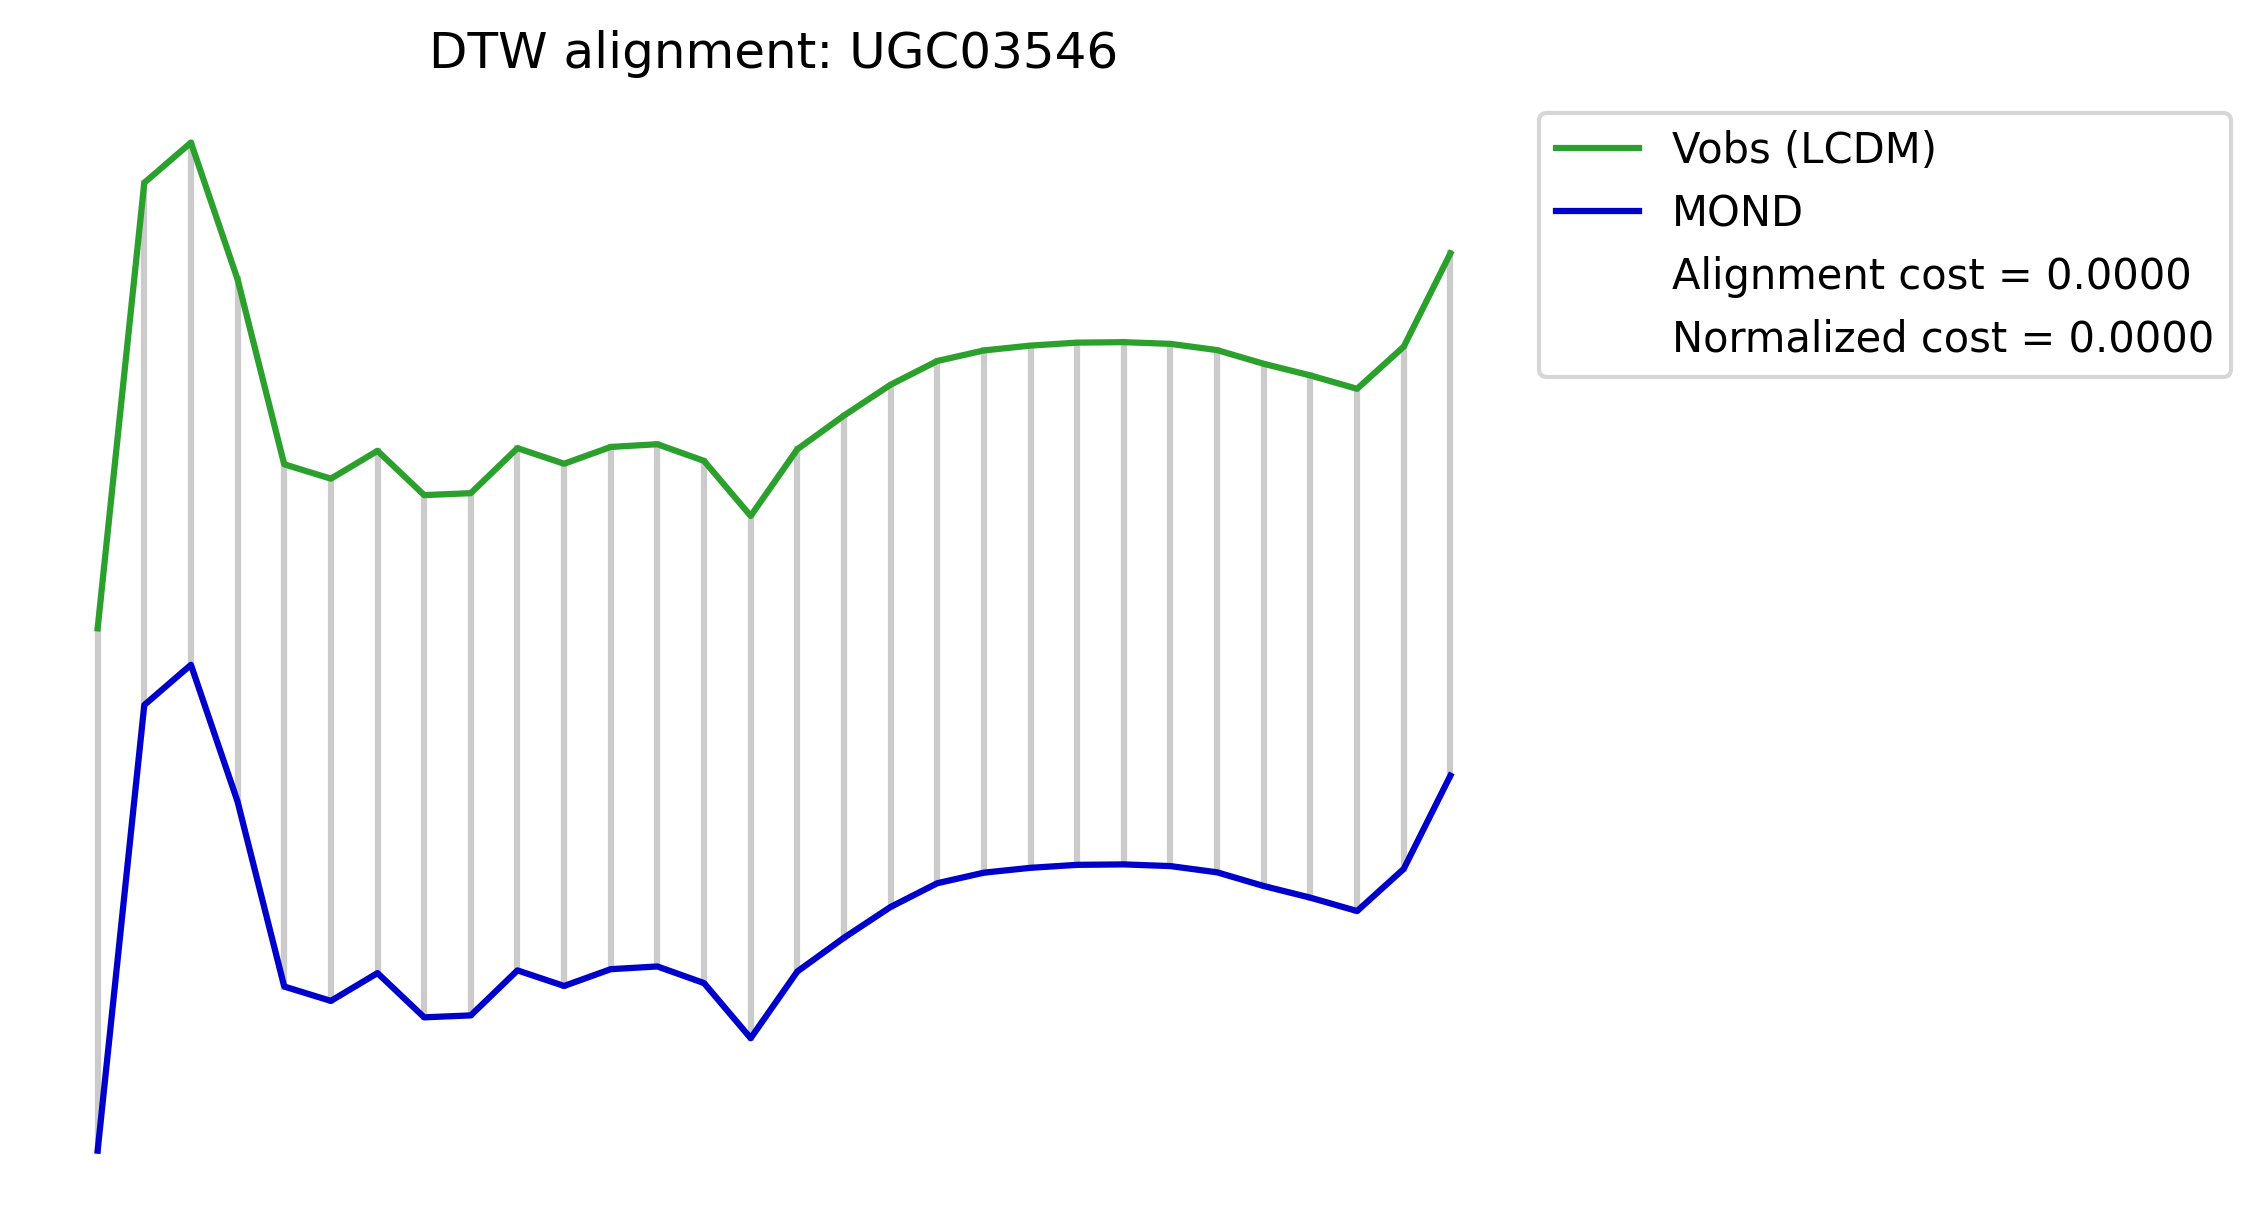 DTW alignment: UGC03546
Vobs (LCDM)
MOND
Alignment cost = 0.0000
Normalized cost = 0.0000